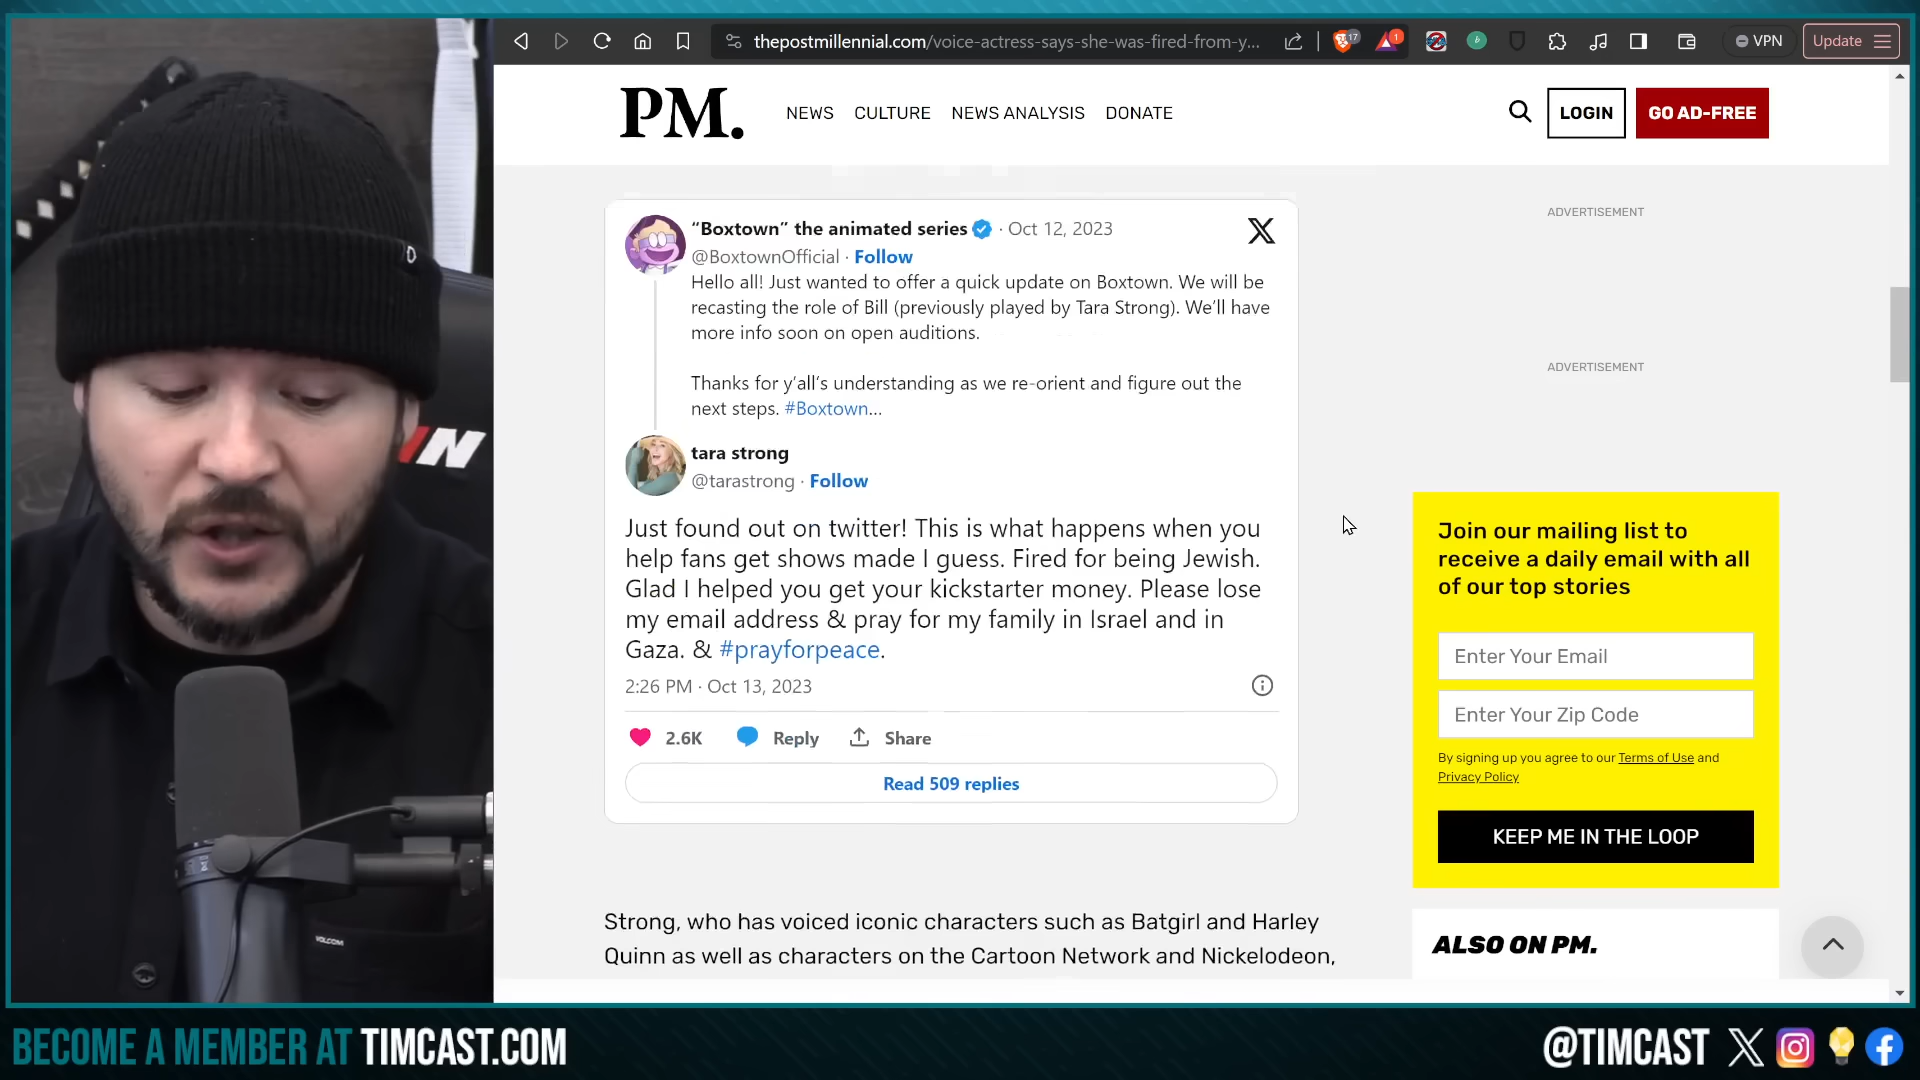 thepostmillennial.com/voice-actress-says-she-was-fired-from-y...
17
1
VPN
Update
PM.
NEWS
CULTURE
NEWS ANALYSIS
DONATE
LOGIN
GO AD-FREE
“Boxtown” the animated series · Oct 12, 2023
@BoxtownOfficial · Follow
Hello all! Just wanted to offer a quick update on Boxtown. We will be
recasting the role of Bill (previously played by Tara Strong). We’ll have
more info soon on open auditions.
Thanks for y’all’s understanding as we re-orient and figure out the
next steps. #Boxtown...
tara strong
@tarastrong · Follow
Just found out on twitter! This is what happens when you
help fans get shows made I guess. Fired for being Jewish.
Glad I helped you get your kickstarter money. Please lose
my email address & pray for my family in Israel and in
Gaza. & #prayforpeace.
2:26 PM · Oct 13, 2023
2.6K
Reply
Share
Read 509 replies
Strong, who has voiced iconic characters such as Batgirl and Harley
Quinn as well as characters on the Cartoon Network and Nickelodeon,
ADVERTISEMENT
ADVERTISEMENT
Join our mailing list to
receive a daily email with all
of our top stories
Enter Your Email
Enter Your Zip Code
By signing up you agree to our Terms of Use and
Privacy Policy
KEEP ME IN THE LOOP
ALSO ON PM.
VOLCOM
BECOME A MEMBER AT TIMCAST.COM
@TIMCAST